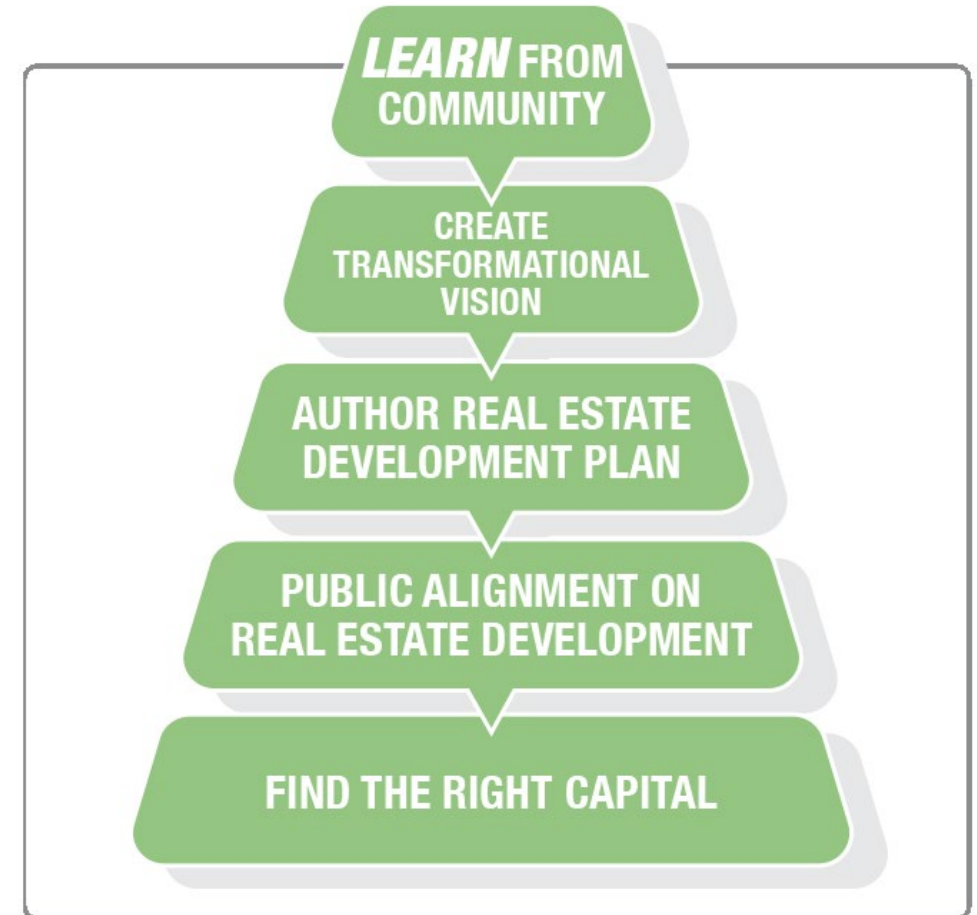 LEARN FROM
COMMUNITY
CREATE
TRANSFORMATIONAL
VISION
AUTHOR REAL ESTATE
DEVELOPMENT PLAN
PUBLIC ALIGNMENT ON
REAL ESTATE DEVELOPMENT
FIND THE RIGHT CAPITAL